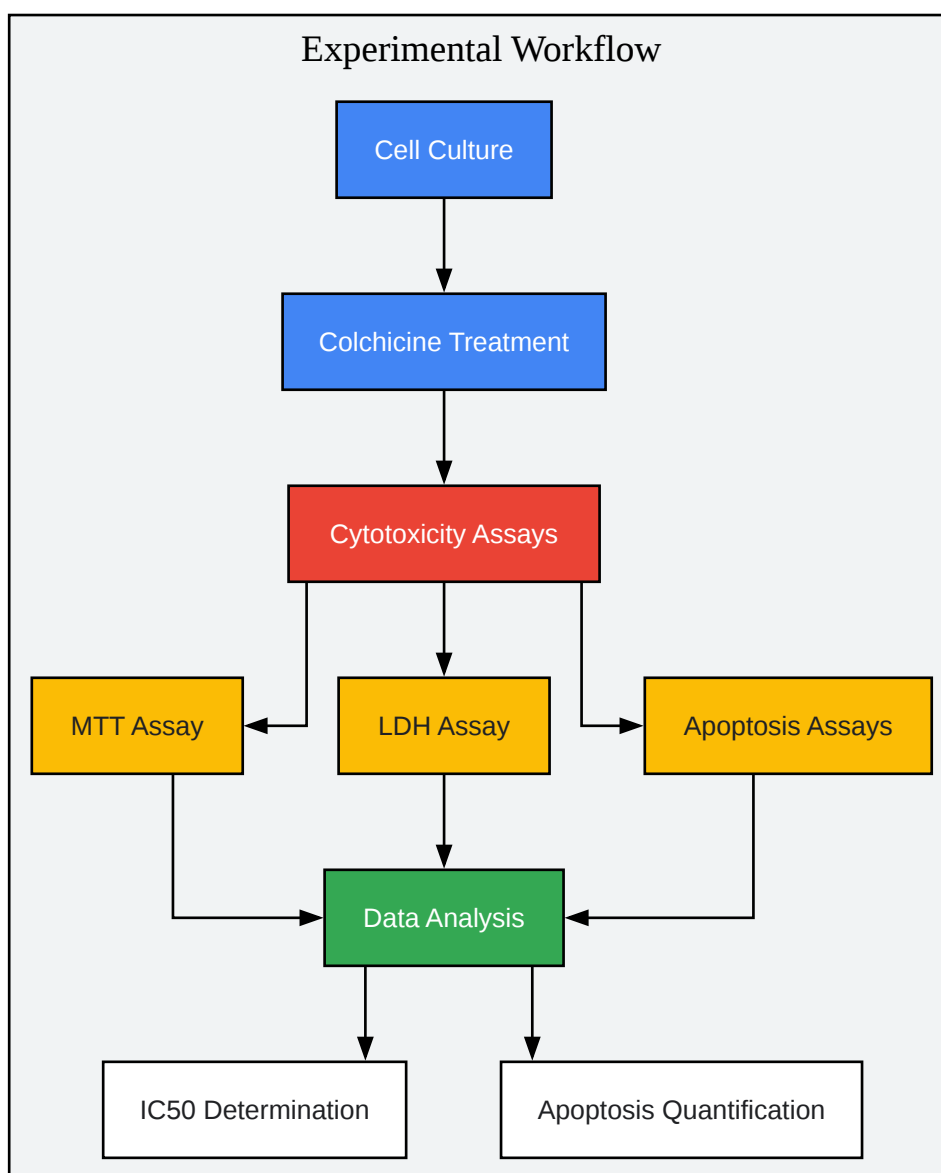 Experimental Workflow
Cell Culture
Colchicine Treatment
Cytotoxicity Assays
MTT Assay
LDH Assay
Apoptosis Assays
Data Analysis
IC50 Determination
Apoptosis Quantification